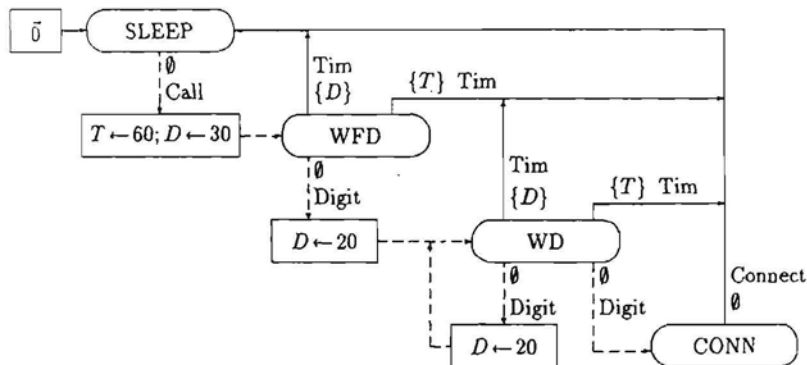 0⃗ SLEEP
∅
Call
Tim
{D}
{T} Tim
T ← 60; D ← 30
WFD
∅
Digit
Tim
{D}
{T} Tim
D ← 20
WD
∅
Digit
∅
Digit
Connect
∅
D ← 20
CONN